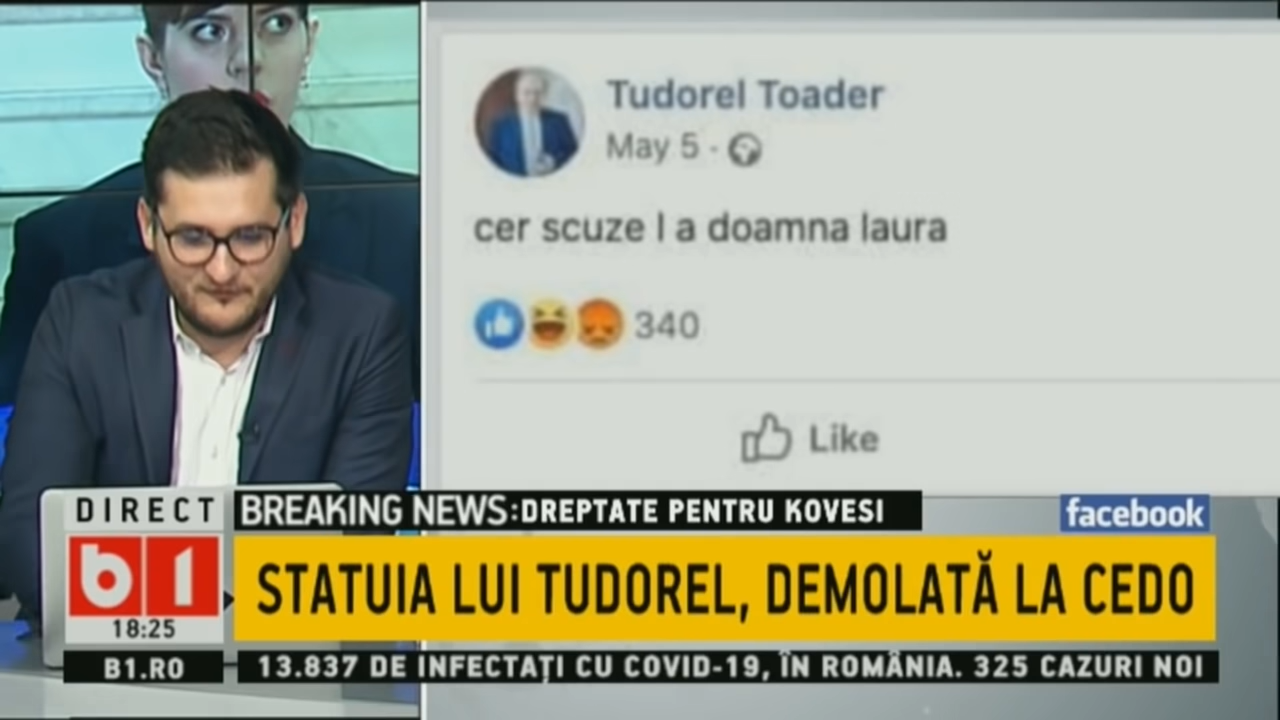 Tudorel Toader
May 5 ·
cer scuze l a doamna laura
340
Like
facebook
DIRECT
BREAKING NEWS:DREPTATE PENTRU KOVESI
b1
STATUIA LUI TUDOREL, DEMOLATĂ LA CEDO
18:25
B1.RO
13.837 DE INFECTAȚI CU COVID-19, ÎN ROMÂNIA. 325 CAZURI NOI